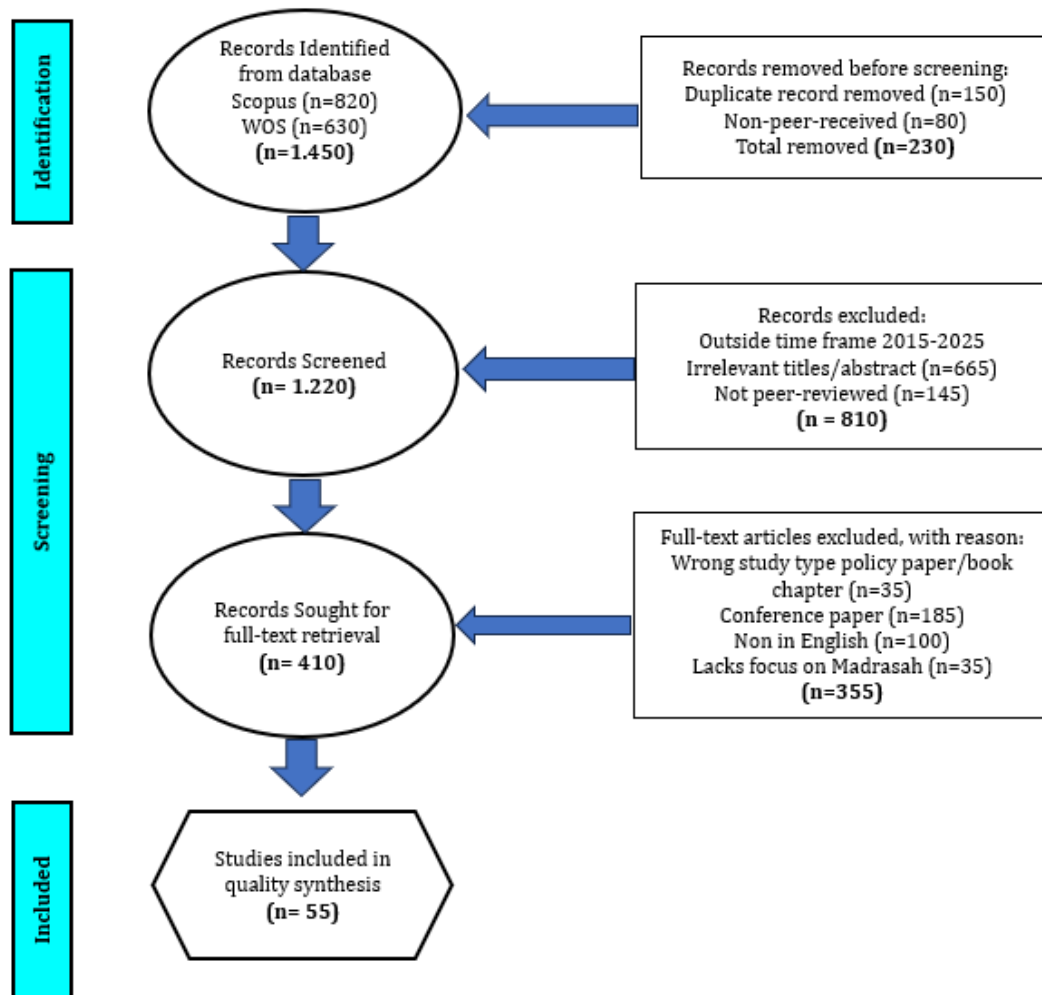 Identification
Records Identified
from database
Scopus (n=820)
WOS (n=630)
(n=1.450)
Records removed before screening:
Duplicate record removed (n=150)
Non-peer-received (n=80)
Total removed (n=230)
Screening
Records Screened
(n= 1.220)
Records excluded:
Outside time frame 2015-2025
Irrelevant titles/abstract (n=665)
Not peer-reviewed (n=145)
(n = 810)
Records Sought for
full-text retrieval
(n= 410)
Full-text articles excluded, with reason:
Wrong study type policy paper/book
chapter (n=35)
Conference paper (n=185)
Non in English (n=100)
Lacks focus on Madrasah (n=35)
(n=355)
Included
Studies included in
quality synthesis
(n= 55)